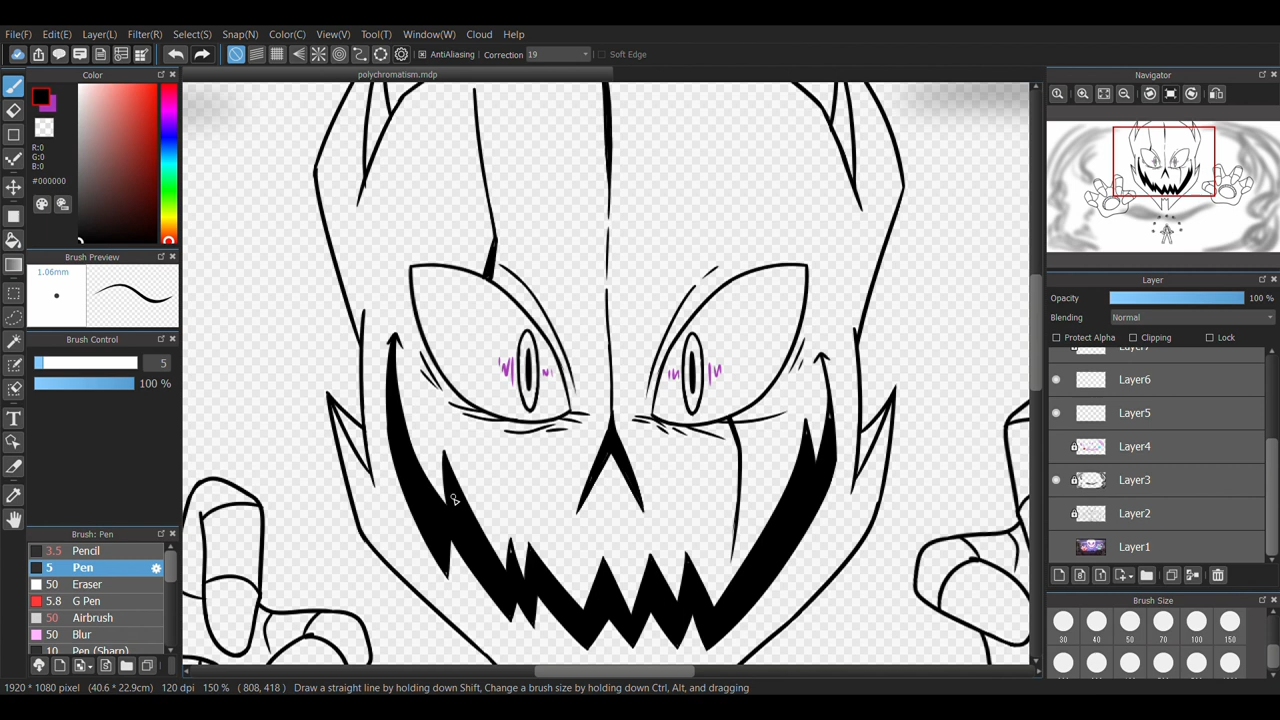 File(F) Edit(E) Layer(L) Filter(R) Select(S) Snap(N) Color(C) View(V) Tool(T) Window(W) Cloud Help
AntiAliasing Correction 19 Soft Edge
Color
polychromatism.mdp
Navigator
R:0
G:0
B:0
#000000
Brush Preview
1.06mm
Brush Control
5
100 %
T
Brush: Pen
3.5 Pencil
5 Pen
50 Eraser
5.8 G Pen
50 Airbrush
50 Blur
10 Pen (Sharp)
Layer
Opacity 100 %
Blending Normal
Protect Alpha Clipping Lock
Layer7
Layer6
Layer5
Layer4
Layer3
Layer2
Layer1
Brush Size
30 40 50 70 100 150
1920 * 1080 pixel (40.6 * 22.9cm) 120 dpi 150 % ( 808, 418 ) Draw a straight line by holding down Shift, Change a brush size by holding down Ctrl, Alt, and dragging